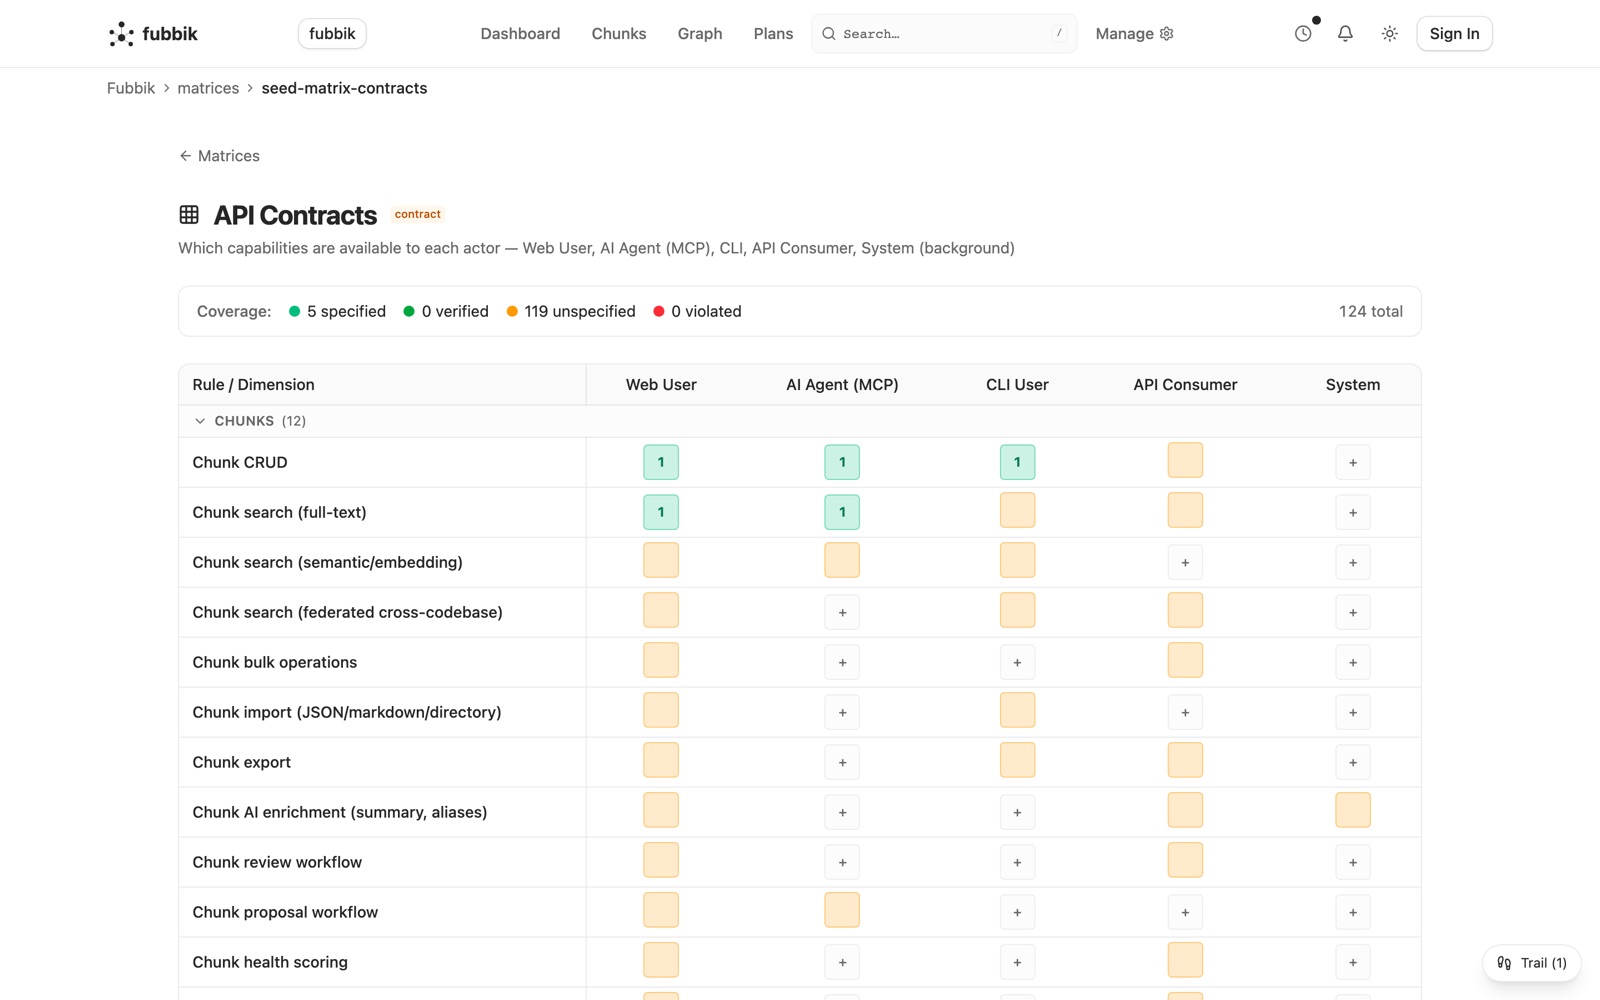 fubbik
fubbik
Dashboard
Chunks
Graph
Plans
Search…
/
Manage
Sign In
Fubbik > matrices > seed-matrix-contracts
← Matrices
API Contracts contract
Which capabilities are available to each actor — Web User, AI Agent (MCP), CLI, API Consumer, System (background)
Coverage: 5 specified 0 verified 119 unspecified 0 violated 124 total
Rule / Dimension Web User AI Agent (MCP) CLI User API Consumer System
CHUNKS (12)
Chunk CRUD 1 1 1 +
Chunk search (full-text) 1 1 +
Chunk search (semantic/embedding) + +
Chunk search (federated cross-codebase) + +
Chunk bulk operations + + +
Chunk import (JSON/markdown/directory) + + +
Chunk export + +
Chunk AI enrichment (summary, aliases) + +
Chunk review workflow + + +
Chunk proposal workflow + + +
Chunk health scoring + + +
Trail (1)